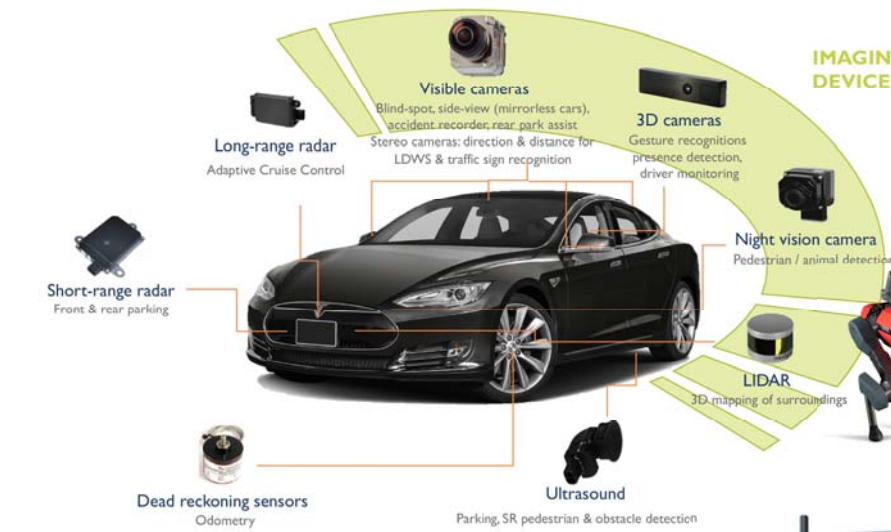 IMAGIN
DEVICE
Visible cameras
Blind-spot, side-view (mirrorless cars),
accident recorder, rear park assist
Stereo cameras: direction & distance for
LDWS & traffic sign recognition
3D cameras
Gesture recognitions
presence detection,
driver monitoring
Long-range radar
Adaptive Cruise Control
Night vision camera
Pedestrian / animal detection
Short-range radar
Front & rear parking
LIDAR
3D mapping of surroundings
Dead reckoning sensors
Odometry
Ultrasound
Parking, SR pedestrian & obstacle detection